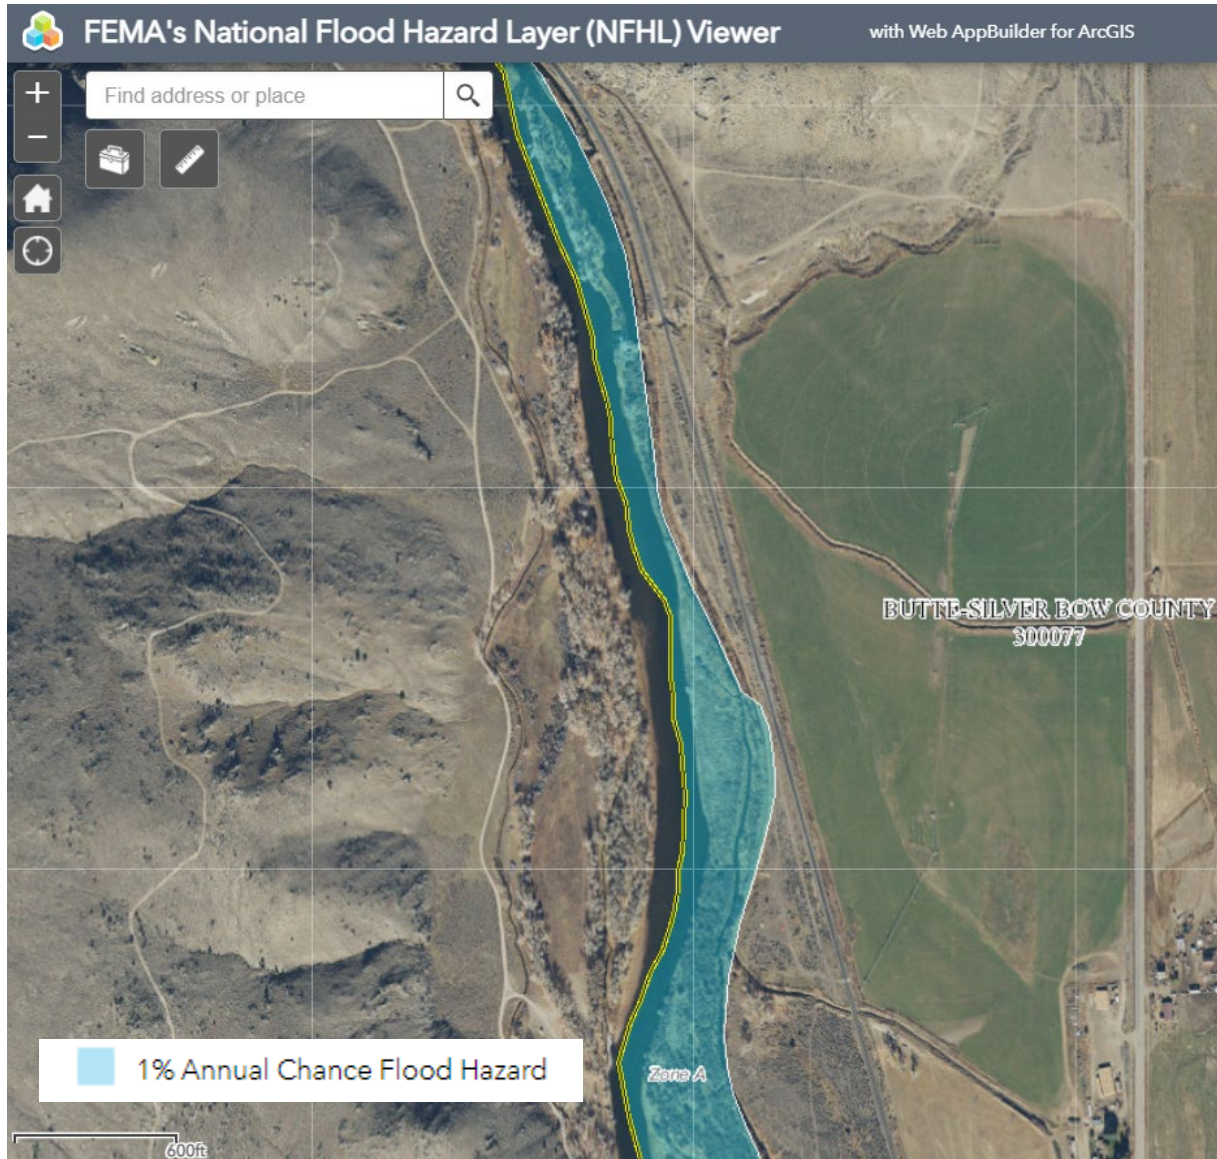 FEMA's National Flood Hazard Layer (NFHL) Viewer
with Web AppBuilder for ArcGIS
Find address or place
BUTTE-SILVER BOW COUNTY
300077
Zone A
1% Annual Chance Flood Hazard
600ft